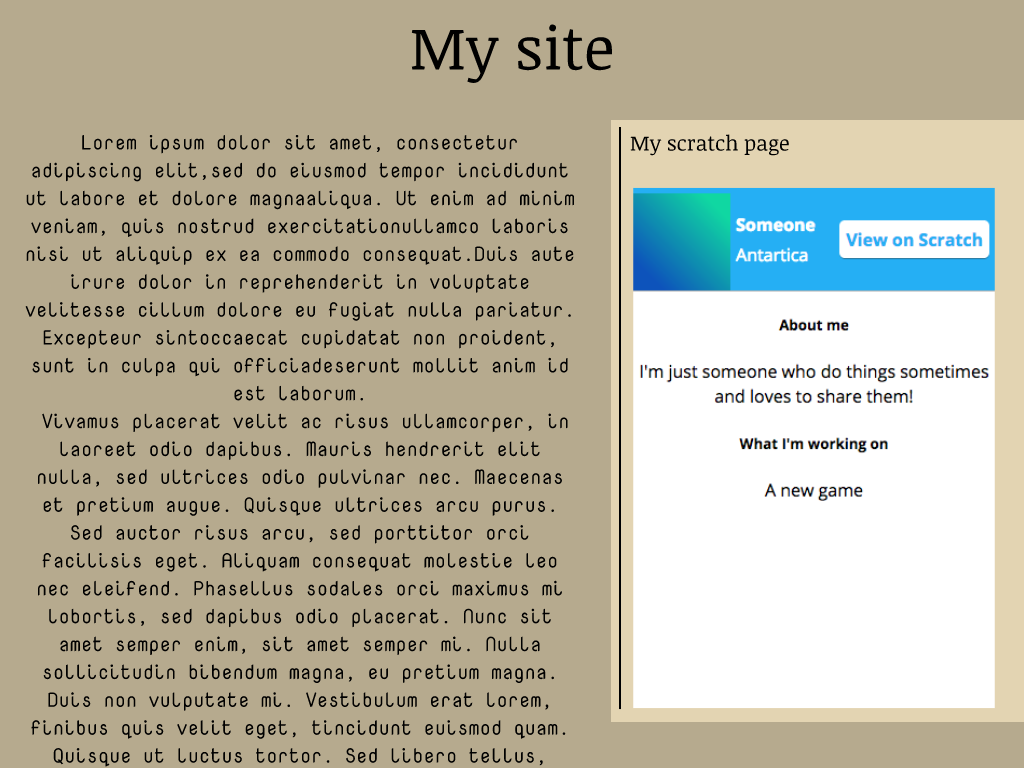 My site
Lorem ipsum dolor sit amet, consectetur
adipiscing elit,sed do eiusmod tempor incididunt
ut labore et dolore magnaaliqua. Ut enim ad minim
veniam, quis nostrud exercitationullamco laboris
nisi ut aliquip ex ea commodo consequat.Duis aute
irure dolor in reprehenderit in voluptate
velitesse cillum dolore eu fugiat nulla pariatur.
Excepteur sintoccaecat cupidatat non proident,
sunt in culpa qui officiadeserunt mollit anim id
est laborum.
Vivamus placerat velit ac risus ullamcorper, in
laoreet odio dapibus. Mauris hendrerit elit
nulla, sed ultrices odio pulvinar nec. Maecenas
et pretium augue. Quisque ultrices arcu purus.
Sed auctor risus arcu, sed porttitor orci
facilisis eget. Aliquam consequat molestie leo
nec eleifend. Phasellus sodales orci maximus mi
lobortis, sed dapibus odio placerat. Nunc sit
amet semper enim, sit amet semper mi. Nulla
sollicitudin bibendum magna, eu pretium magna.
Duis non vulputate mi. Vestibulum erat lorem,
finibus quis velit eget, tincidunt euismod quam.
Quisque ut luctus tortor. Sed libero tellus,
My scratch page
Someone
Antartica
View on Scratch
About me
I'm just someone who do things sometimes
and loves to share them!
What I'm working on
A new game